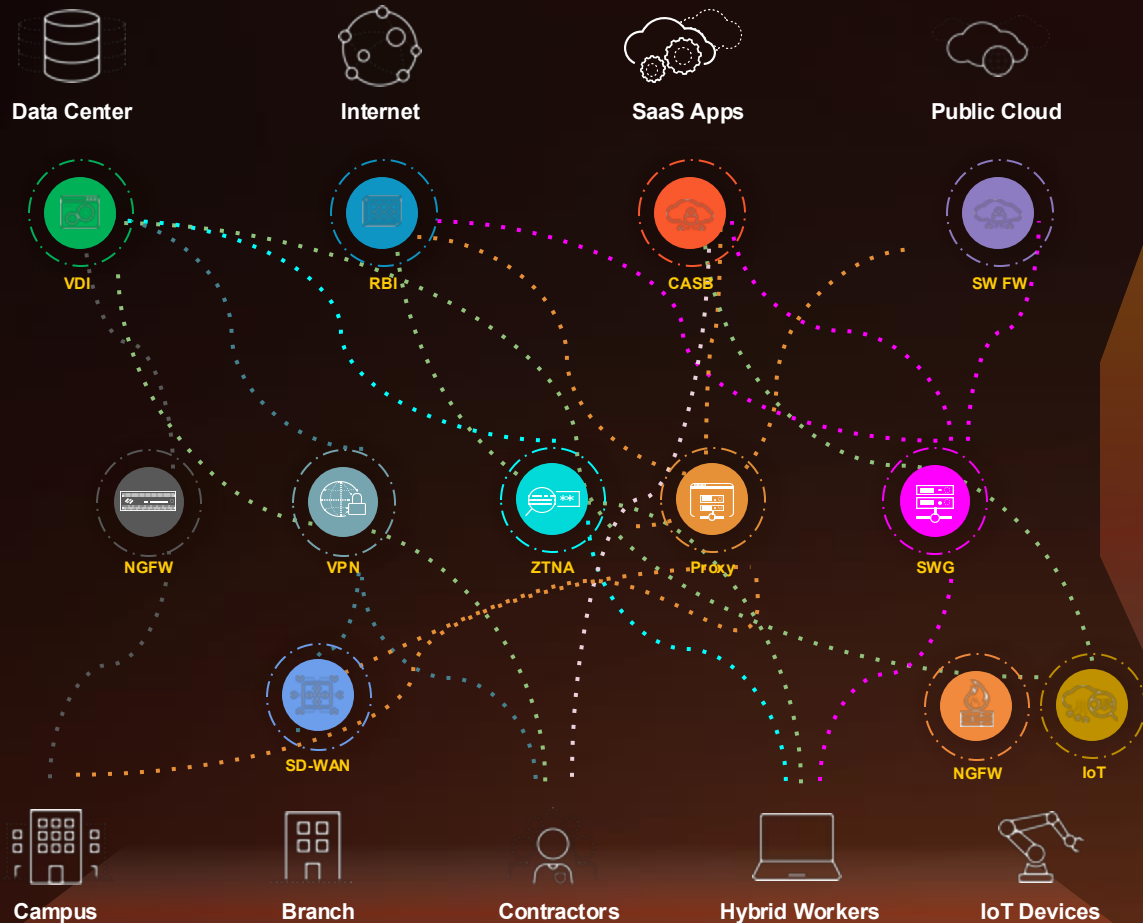 Data Center
Internet
SaaS Apps
Public Cloud
VDI
RBI
CASB
SW FW
**
NGFW
VPN
ZTNA
Proxy
SWG
SD-WAN
NGFW
IoT
Campus
Branch
Contractors
Hybrid Workers
IoT Devices